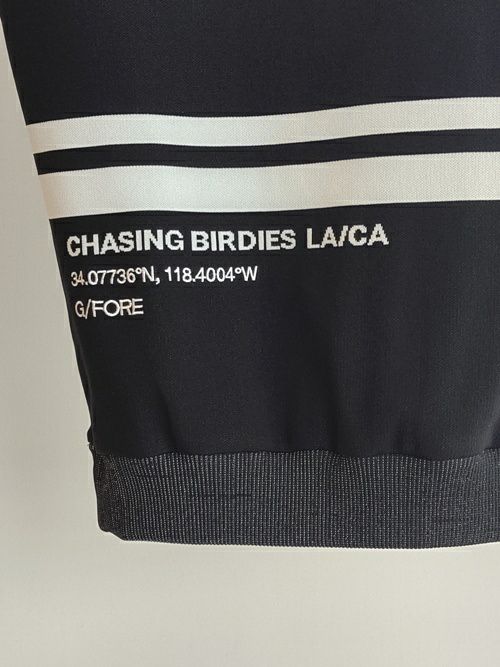 CHASING BIRDIES LA/CA
34.07736°N, 118.4004°W
G/FORE